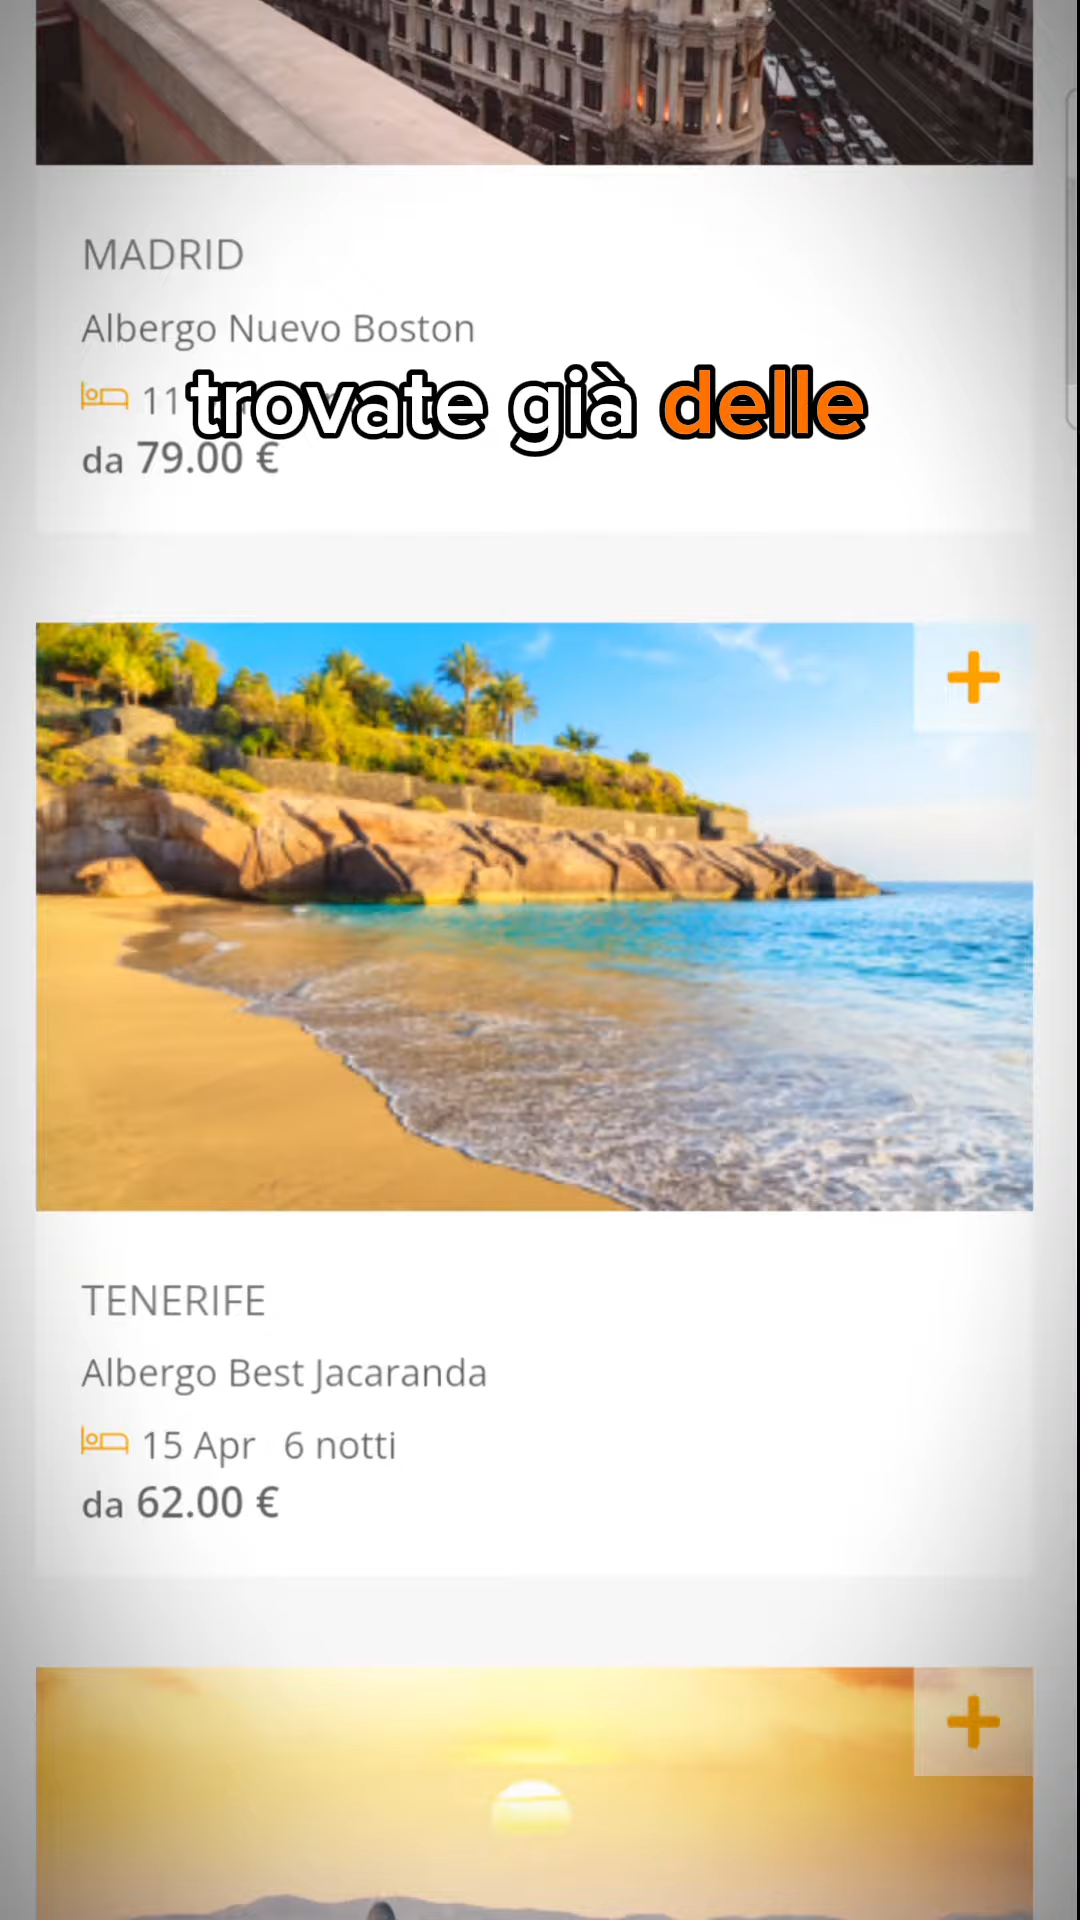 MADRID
Albergo Nuevo Boston
11
trovate già delle
da 79.00 €
TENERIFE
Albergo Best Jacaranda
15 Apr 6 notti
da 62.00 €